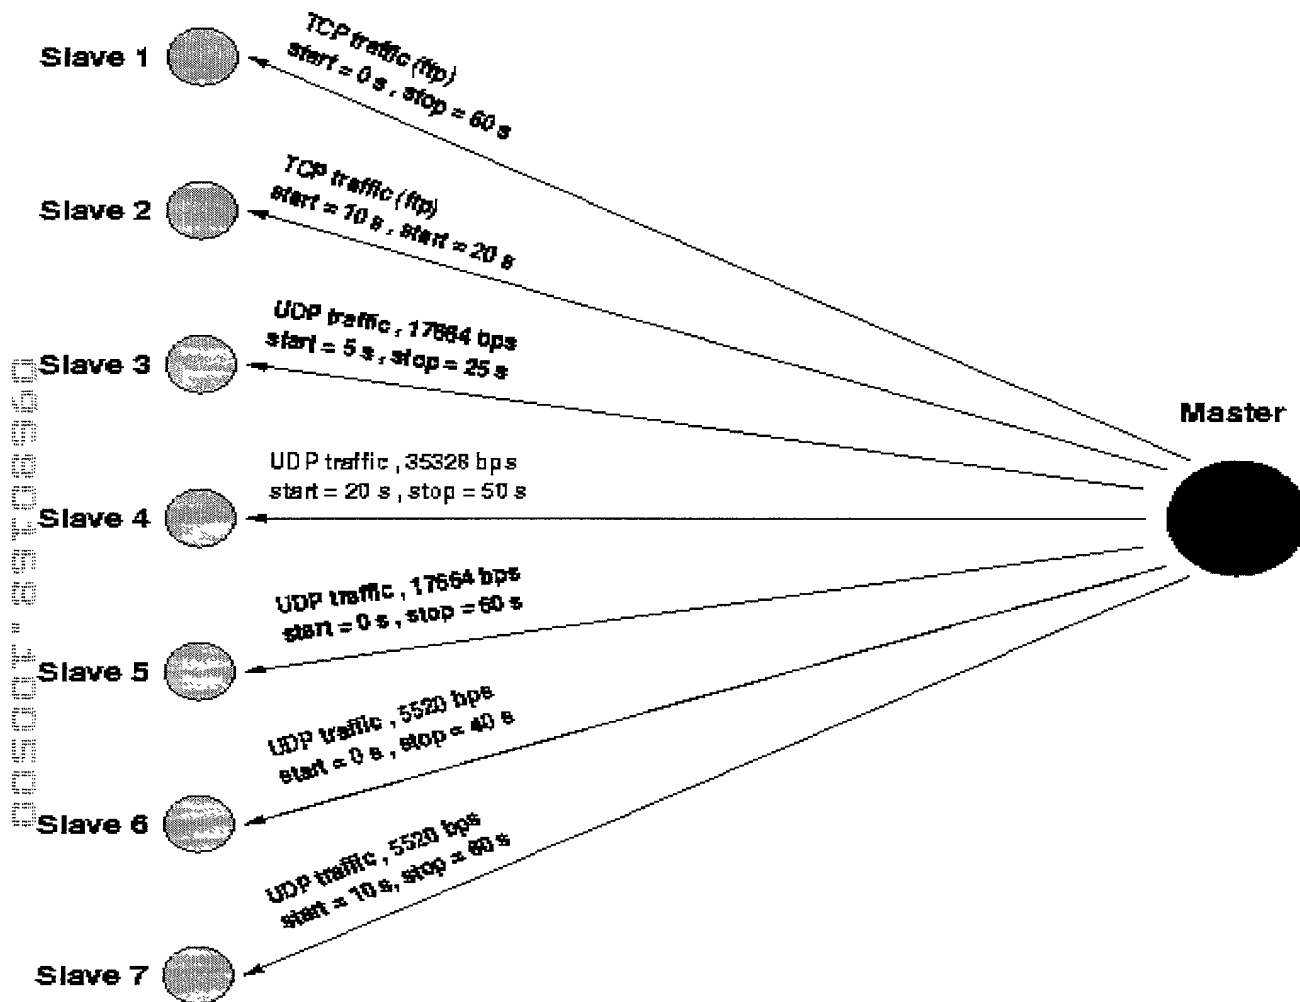 Slave 1
TCP traffic (ftp)
start = 0 s , stop = 60 s
Slave 2
TCP traffic (ftp)
start = 10 s , start = 20 s
Slave 3
UDP traffic , 17664 bps
start = 5 s , stop = 25 s
Master
Slave 4
UDP traffic , 35328 bps
start = 20 s , stop = 50 s
Slave 5
UDP traffic , 17664 bps
start = 0 s , stop = 60 s
Slave 6
UDP traffic , 5520 bps
start = 0 s , stop = 40 s
Slave 7
UDP traffic , 5520 bps
start = 10 s, stop = 60 s